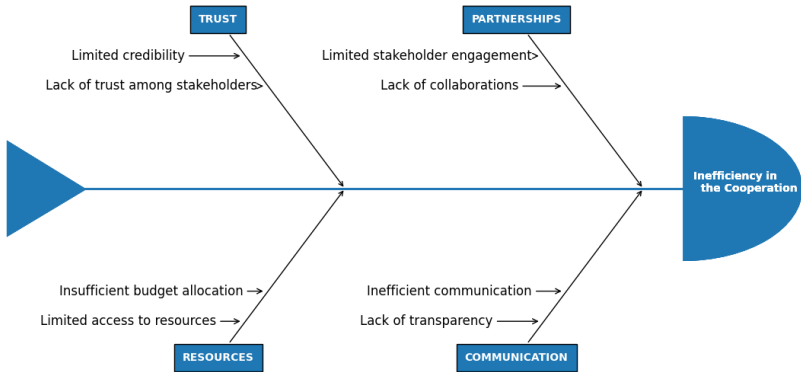 TRUST
PARTNERSHIPS
Limited credibility
Limited stakeholder engagement
Lack of trust among stakeholders
Lack of collaborations
Inefficiency in
the Cooperation
Insufficient budget allocation
Inefficient communication
Limited access to resources
Lack of transparency
RESOURCES
COMMUNICATION